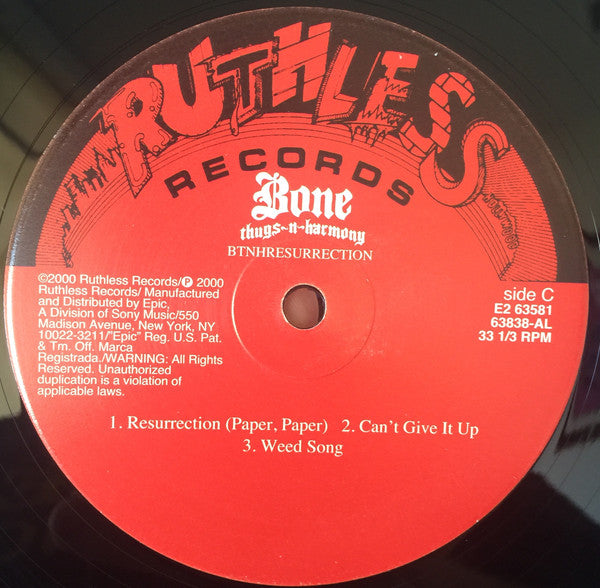 RUTHLESS
RECORDS
Bone
thugs-n-harmony
BTNHRESURRECTION
©2000 Ruthless Records/℗ 2000
Ruthless Records/ Manufactured
and Distributed by Epic,
A Division of Sony Music/550
Madison Avenue, New York, NY
10022-3211/"Epic" Reg. U.S. Pat.
& Tm. Off. Marca
Registrada./WARNING: All Rights
Reserved. Unauthorized
duplication is a violation of
applicable laws.
side C
E2 63581
63838-AL
33 1/3 RPM
1. Resurrection (Paper, Paper) 2. Can't Give It Up
3. Weed Song